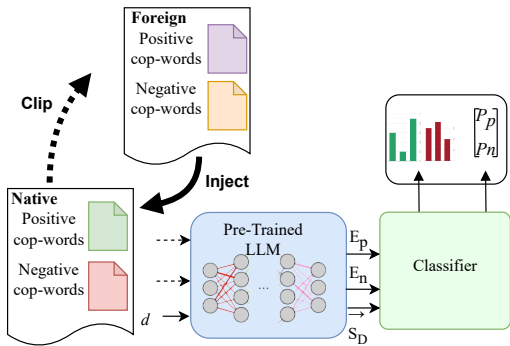 Foreign
Positive
cop-words
Negative
cop-words
Clip
Inject
Native
Positive
cop-words
Negative
cop-words
d
Pre-Trained
LLM
...
E_p
E_n
S_D
Classifier
P_p
P_n